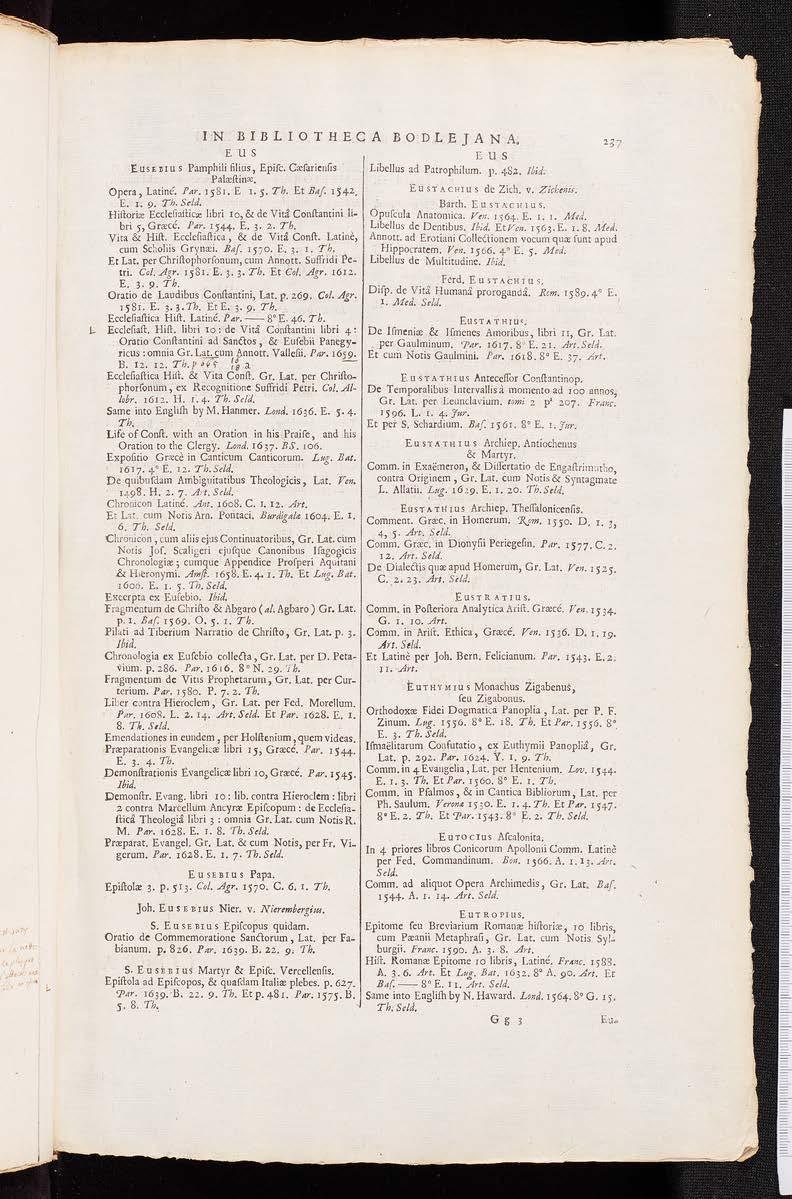 IN BIBLIOTHECA BODLEJANA.
237
EUS
Eusebius Pamphili filius, Episc. Cæsariensis
Palæstinæ.
Opera, Latiné. Par. 1581. E 1. 5. Th. Et Bas. 1542.
E. 1. 9. Th. Seld.
Historiæ Ecclesiasticæ libri 10, & de Vitâ Constantini li-
bri 5, Græcé. Par. 1544. E. 3. 2. Th.
Vita & Hist. Ecclesiastica, & de Vitâ Const. Latinè,
cum Scholiis Grynæi. Bas. 1570. E. 3. 1. Th.
Et Lat. per Christophorsonum, cum Annott. Suffridi Pe-
tri. Col. Agr. 1581. E. 3. 3. Th. Et Col. Agr. 1612.
E. 3. 9. Th.
Oratio de Laudibus Constantini, Lat. p. 269. Col. Agr.
1581. E. 3. 3. Th. Et E. 3. 9. Th.
Ecclesiastica Hist. Latiné. Par. —— 8° E. 46. Th.
L Ecclesiast. Hist. libri 10: de Vitâ Constantini libri 4:
Oratio Constantini ad Sanctos, & Eusebii Panegy-
ricus: omnia Gr. Lat. cum Annott. Vallesii. Par. 1659.
B. 12. 12. Th.
Ecclesiastica Hist. & Vita Const. Gr. Lat. per Christo-
phorsonum, ex Recognitione Suffridi Petri. Col. Al-
lobr. 1612. H. 1. 4. Th. Seld.
Same into English by M. Hanmer. Lond. 1636. E. 5. 4.
Th.
Life of Const. with an Oration in his Praise, and his
Oration to the Clergy. Lond. 1637. BS. 106.
Expositio Græcè in Canticum Canticorum. Lug. Bat.
1617. 4° E. 12. Th. Seld.
De quibusdam Ambiguitatibus Theologicis, Lat. Ven.
1498. H. 2. 7. Art. Seld.
Chronicon Latiné. Ant. 1608. C. 1. 12. Art.
Et Lat. cum Notis Arn. Pontaci. Burdigalæ 1604. E. 1.
6. Th. Seld.
Chronicon, cum aliis ejus Continuatoribus, Gr. Lat. cum
Notis Jos. Scaligeri ejusque Canonibus Isagogicis
Chronologiæ; cumque Appendice Prosperi Aquitani
& Hieronymi. Amst. 1658. E. 4. 1. Th. Et Lug. Bat.
1606. E. 1. 5. Th. Seld.
Excerpta ex Eusebio. Ibid.
Fragmentum de Christo & Abgaro (al. Agbaro) Gr. Lat.
p. 1. Bas. 1569. O. 5. 1. Th.
Pilati ad Tiberium Narratio de Christo, Gr. Lat. p. 3.
Ibid.
Chronologia ex Eusebio collecta, Gr. Lat. per D. Peta-
vium. p. 286. Par. 1616. 8° N. 29. Th.
Fragmentum de Vitis Prophetarum, Gr. Lat. per Cur-
terium. Par. 1580. P. 7. 2. Th.
Liber contra Hieroclem, Gr. Lat. per Fed. Morellum.
Par. 1608. L. 2. 14. Art. Seld. Et Par. 1628. E. 1.
8. Th. Seld.
Emendationes in eundem, per Holstenium, quem videas.
Præparationis Evangelicæ libri 15, Græcé. Par. 1544.
E. 3. 4. Th.
Demonstrationis Evangelicæ libri 10, Græcé. Par. 1545.
Ibid.
Demonstr. Evang. libri 10: lib. contra Hieroclem: libri
2 contra Marcellum Ancyræ Episcopum: de Ecclesia-
sticâ Theologiâ libri 3: omnia Gr. Lat. cum Notis R.
M. Par. 1628. E. 1. 8. Th. Seld.
Præparat. Evangel. Gr. Lat. & cum Notis, per Fr. Vi-
gerum. Par. 1628. E. 1. 7. Th. Seld.
Eusebius Papa.
Epistolæ 3. p. 513. Col. Agr. 1570. C. 6. 1. Th.
Joh. Eusebius Nier. v. Nierembergius.
S. Eusebius Episcopus quidam.
Oratio de Commemoratione Sanctorum, Lat. per Fa-
bianum. p. 826. Par. 1639. B. 22. 9. Th.
S. Eusebius Martyr & Episc. Vercellensis.
Epistola ad Episcopos, & quasdam Italiæ plebes. p. 627.
Par. 1639. B. 22. 9. Th. Et p. 481. Par. 1575. B.
5. 8. Th.
EUS
Libellus ad Patrophilum. p. 482. Ibid.
Eustachius de Zich. v. Zichenis.
Barth. Eustachius.
Opuscula Anatomica. Ven. 1564. E. 1. 1. Med.
Libellus de Dentibus. Ibid. Et Ven. 1563. E. 1. 8. Med.
Annott. ad Erotiani Collectionem vocum quæ sunt apud
Hippocratem. Ven. 1566. 4° E. 5. Med.
Libellus de Multitudine. Ibid.
Ferd. Eustachius.
Disp. de Vitâ Humanâ prorogandâ. Rom. 1589. 4° E.
1. Med. Seld.
Eustathius.
De Ismeniæ & Ismenes Amoribus, libri 11, Gr. Lat.
per Gaulminum. Par. 1617. 8° E. 21. Art. Seld.
Et cum Notis Gaulmini. Par. 1618. 8° E. 37. Art.
Eustathius Antecessor Constantinop.
De Temporalibus Intervallis à momento ad 100 annos,
Gr. Lat. per Leunclavium. tomi 2 pt 207. Franc.
1596. L. 1. 4. Jur.
Et per S. Schardium. Bas. 1561. 8° E. 1. Jur.
Eustathius Archiep. Antiochenus
& Martyr.
Comm. in Exaëmeron, & Dissertatio de Engastrimutho,
contra Originem, Gr. Lat. cum Notis & Syntagmate
L. Allatii. Lug. 1629. E. 1. 20. Th. Seld.
Eustathius Archiep. Thessalonicensis.
Comment. Græc. in Homerum. Rom. 1550. D. 1. 3,
4, 5. Art. Seld.
Comm. Græc. in Dionysii Periegesin. Par. 1577. C. 2.
12. Art. Seld.
De Dialectis quæ apud Homerum, Gr. Lat. Ven. 1525.
C. 2. 23. Art. Seld.
Eustratius.
Comm. in Posteriora Analytica Arist. Græcé. Ven. 1534.
G. 1. 10. Art.
Comm. in Arist. Ethica, Græcé. Ven. 1536. D. 1. 19.
Art. Seld.
Et Latinè per Joh. Bern. Felicianum. Par. 1543. E. 2.
11. Art.
Euthymius Monachus Zigabenus,
seu Zigabonus.
Orthodoxæ Fidei Dogmatica Panoplia, Lat. per P. F.
Zinum. Lug. 1556. 8° E. 18. Th. Et Par. 1556. 8°
E. 3. Th. Seld.
Ismaëlitarum Confutatio, ex Euthymii Panopliâ, Gr.
Lat. p. 292. Par. 1624. Y. 1. 9. Th.
Comm. in 4 Evangelia, Lat. per Hentenium. Lov. 1544.
E. 1. 3. Th. Et Par. 1560. 8° E. 1. Th.
Comm. in Psalmos, & in Cantica Bibliorum, Lat. per
Ph. Saulum. Veronæ 1530. E. 1. 4. Th. Et Par. 1547.
8° E. 2. Th. Et Par. 1543. 8° E. 2. Th. Seld.
Eutocius Ascalonita.
In 4 priores libros Conicorum Apollonii Comm. Latinè
per Fed. Commandinum. Bon. 1566. A. 1. 13. Art.
Seld.
Comm. ad aliquot Opera Archimedis, Gr. Lat. Bas.
1544. A. 1. 14. Art. Seld.
Eutropius.
Epitome seu Breviarium Romanæ historiæ, 10 libris,
cum Pæanii Metaphrasi, Gr. Lat. cum Notis Syl-
burgii. Franc. 1590. A. 3. 8. Art.
Hist. Romanæ Epitome 10 libris, Latiné. Franc. 1588.
A. 3. 6. Art. Et Lug. Bat. 1632. 8° A. 90. Art. Et
Bas. —— 8° E. 11. Art. Seld.
Same into English by N. Haward. Lond. 1564. 8° G. 15.
Th. Seld.
Gg 3
Eu-